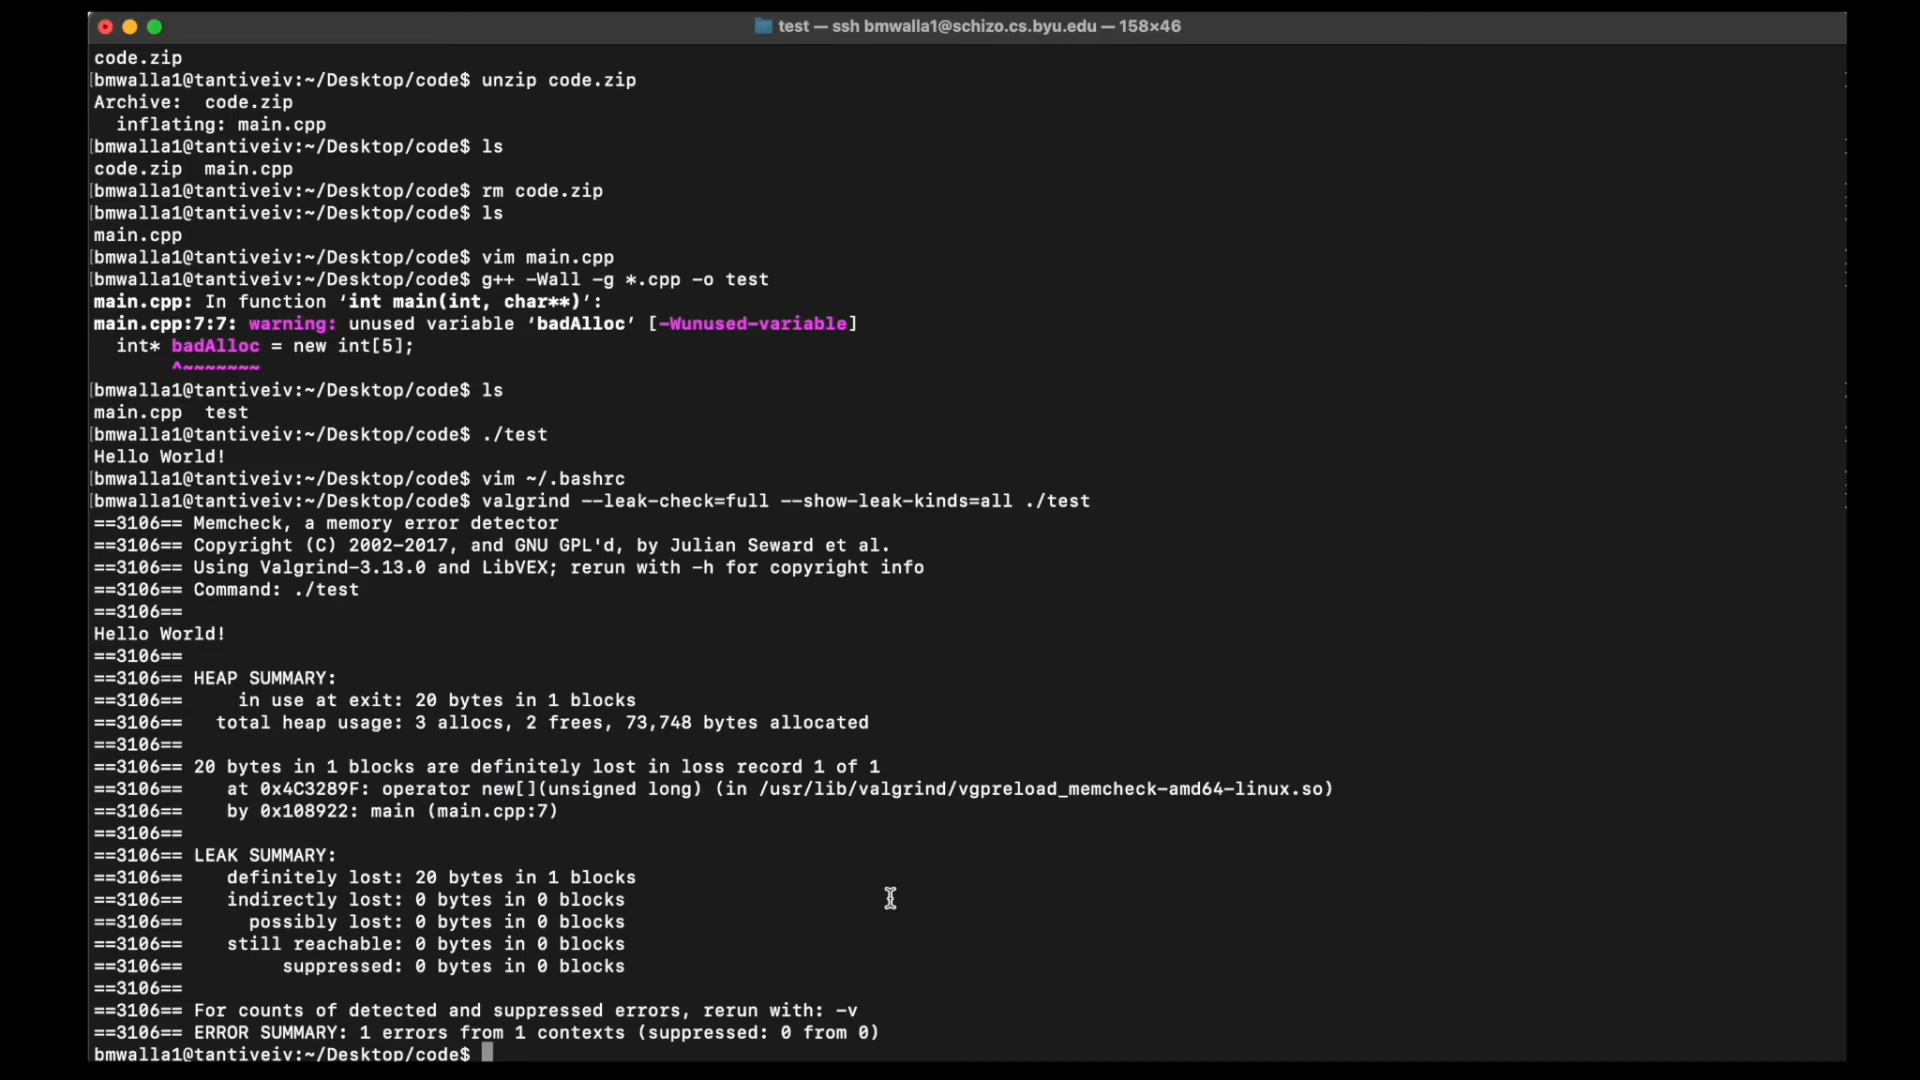 test — ssh bmwalla1@schizo.cs.byu.edu — 158×46
code.zip
[bmwalla1@tantiveiv:~/Desktop/code$ unzip code.zip
Archive:  code.zip
  inflating: main.cpp
[bmwalla1@tantiveiv:~/Desktop/code$ ls
code.zip  main.cpp
[bmwalla1@tantiveiv:~/Desktop/code$ rm code.zip
[bmwalla1@tantiveiv:~/Desktop/code$ ls
main.cpp
[bmwalla1@tantiveiv:~/Desktop/code$ vim main.cpp
[bmwalla1@tantiveiv:~/Desktop/code$ g++ -Wall -g *.cpp -o test
main.cpp: In function ‘int main(int, char**)’:
main.cpp:7:7: warning: unused variable ‘badAlloc’ [-Wunused-variable]
  int* badAlloc = new int[5];
       ^~~~~~~~
[bmwalla1@tantiveiv:~/Desktop/code$ ls
main.cpp  test
[bmwalla1@tantiveiv:~/Desktop/code$ ./test
Hello World!
[bmwalla1@tantiveiv:~/Desktop/code$ vim ~/.bashrc
[bmwalla1@tantiveiv:~/Desktop/code$ valgrind --leak-check=full --show-leak-kinds=all ./test
==3106== Memcheck, a memory error detector
==3106== Copyright (C) 2002-2017, and GNU GPL'd, by Julian Seward et al.
==3106== Using Valgrind-3.13.0 and LibVEX; rerun with -h for copyright info
==3106== Command: ./test
==3106==
Hello World!
==3106==
==3106== HEAP SUMMARY:
==3106==     in use at exit: 20 bytes in 1 blocks
==3106==   total heap usage: 3 allocs, 2 frees, 73,748 bytes allocated
==3106==
==3106== 20 bytes in 1 blocks are definitely lost in loss record 1 of 1
==3106==    at 0x4C3289F: operator new[](unsigned long) (in /usr/lib/valgrind/vgpreload_memcheck-amd64-linux.so)
==3106==    by 0x108922: main (main.cpp:7)
==3106==
==3106== LEAK SUMMARY:
==3106==    definitely lost: 20 bytes in 1 blocks
==3106==    indirectly lost: 0 bytes in 0 blocks
==3106==      possibly lost: 0 bytes in 0 blocks
==3106==    still reachable: 0 bytes in 0 blocks
==3106==         suppressed: 0 bytes in 0 blocks
==3106==
==3106== For counts of detected and suppressed errors, rerun with: -v
==3106== ERROR SUMMARY: 1 errors from 1 contexts (suppressed: 0 from 0)
bmwalla1@tantiveiv:~/Desktop/code$